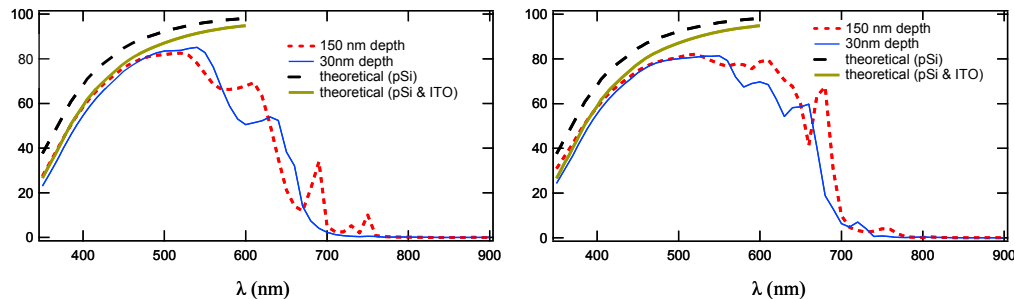 100
80
60
40
20
0
400
500
600
700
800
900
λ (nm)
150 nm depth
30nm depth
theoretical (pSi)
theoretical (pSi & ITO)
100
80
60
40
20
0
400
500
600
700
800
900
λ (nm)
150 nm depth
30nm depth
theoretical (pSi)
theoretical (pSi & ITO)